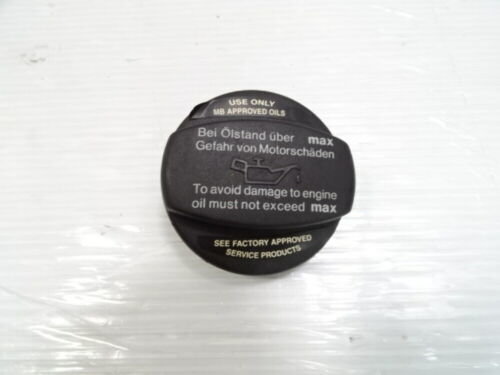 USE ONLY
MB APPROVED OILS
Bei Ölstand über max
Gefahr von Motorschäden
To avoid damage to engine
oil must not exceed max
SEE FACTORY APPROVED
SERVICE PRODUCTS